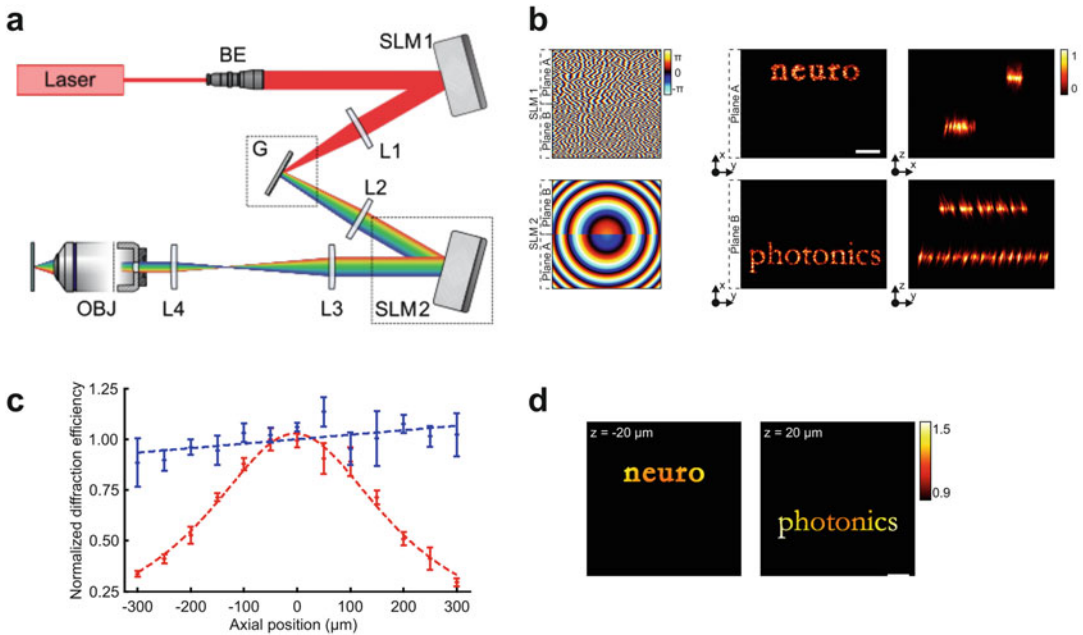 a
Laser
BE
SLM1
G
L1
L2
OBJ
L4
L3
SLM2
b
SLM 1
Plane B
Plane A
π
0
-π
Plane A
neuro
x
y
z
x
1
0
SLM 2
Plane A
Plane B
Plane B
photonics
x
y
z
y
c
Normalized diffraction efficiency
1.25
1.00
0.75
0.50
0.25
-300
-200
-100
0
100
200
300
Axial position (µm)
d
z = -20 µm
neuro
z = 20 µm
photonics
1.5
0.9